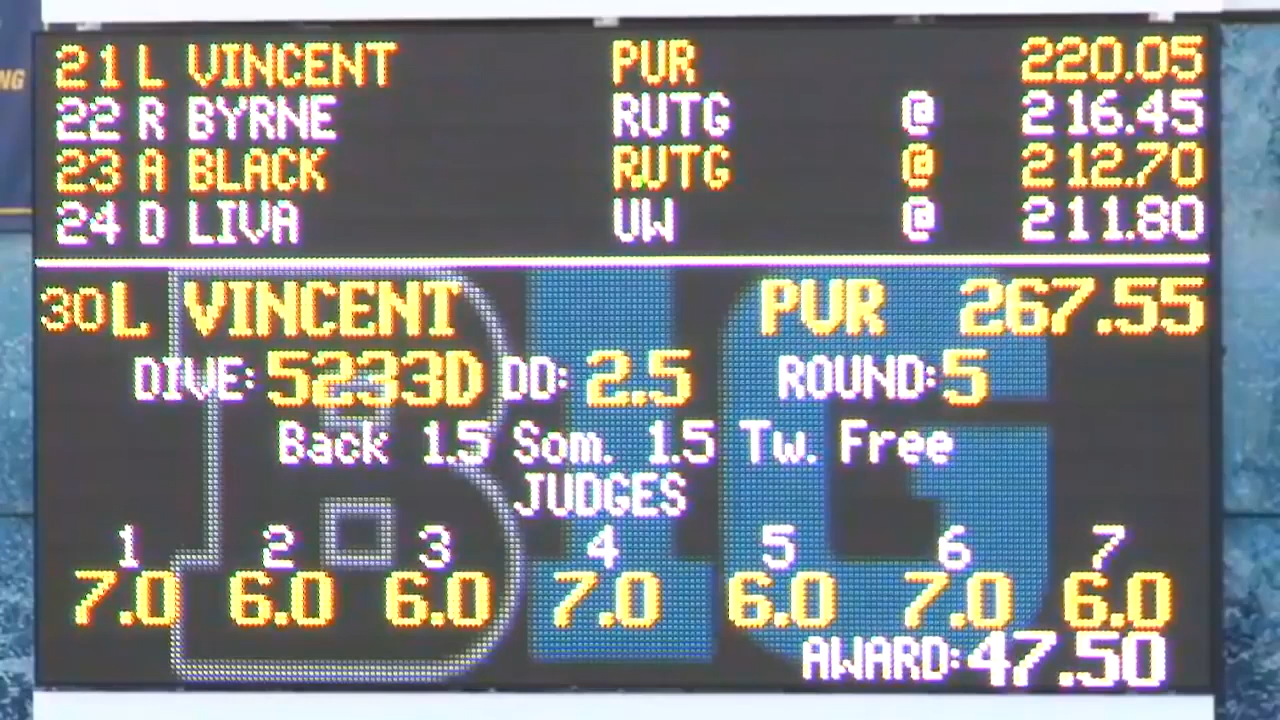 21 L VINCENT PUR 220.05
22 R BYRNE RUTG @ 216.45
23 A BLACK RUTG @ 212.70
24 D LIVA UW @ 211.80
30 L VINCENT PUR 267.55
DIVE: 5233D DD: 2.5 ROUND: 5
Back 1.5 Som. 1.5 Tw. Free
JUDGES
1 2 3 4 5 6 7
7.0 6.0 6.0 7.0 6.0 7.0 6.0
AWARD: 47.50
B1G